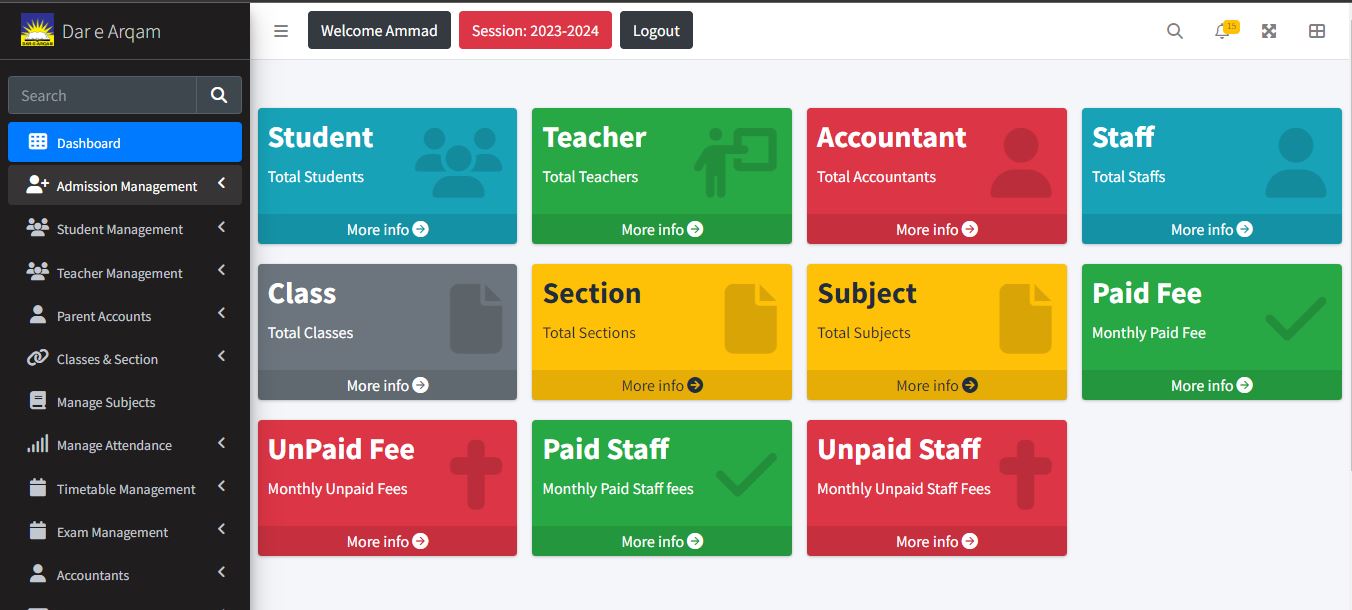 Dar e Arqam
Welcome Ammad
Session: 2023-2024
Logout
15
Search
Dashboard
Admission Management
Student Management
Teacher Management
Parent Accounts
Classes & Section
Manage Subjects
Manage Attendance
Timetable Management
Exam Management
Accountants
Student
Total Students
More info
Teacher
Total Teachers
More info
Accountant
Total Accountants
More info
Staff
Total Staffs
More info
Class
Total Classes
More info
Section
Total Sections
More info
Subject
Total Subjects
More info
Paid Fee
Monthly Paid Fee
More info
UnPaid Fee
Monthly Unpaid Fees
More info
Paid Staff
Monthly Paid Staff fees
More info
Unpaid Staff
Monthly Unpaid Staff Fees
More info